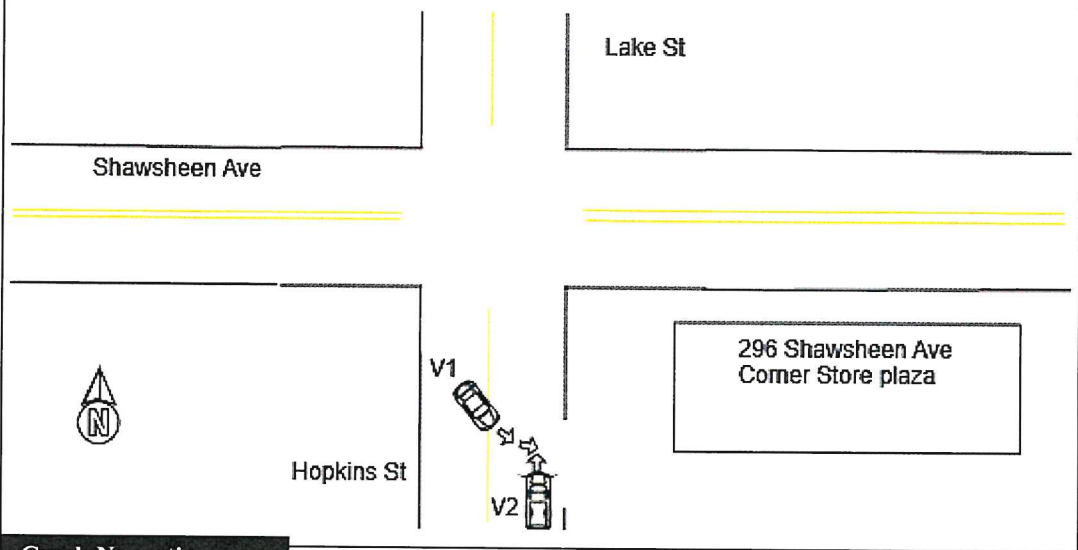 Lake St
Shawsheen Ave
296 Shawsheen Ave
Corner Store plaza
V1
N
Hopkins St
V2